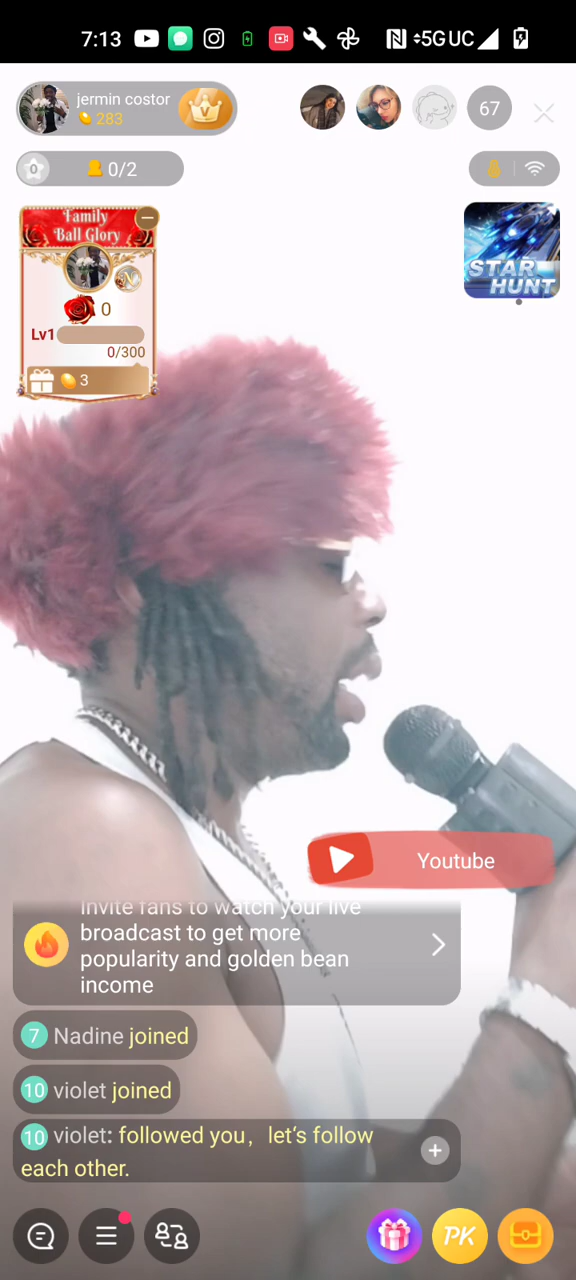 7:13
5G UC
jermin costor
V
283
67
0
0/2
Family
Ball Glory
0
Lv1
0/300
3
STAR
HUNT
Youtube
Invite fans to watch your live
broadcast to get more
popularity and golden bean
income
7 Nadine joined
10 violet joined
10 violet: followed you, let's follow
each other.
PK